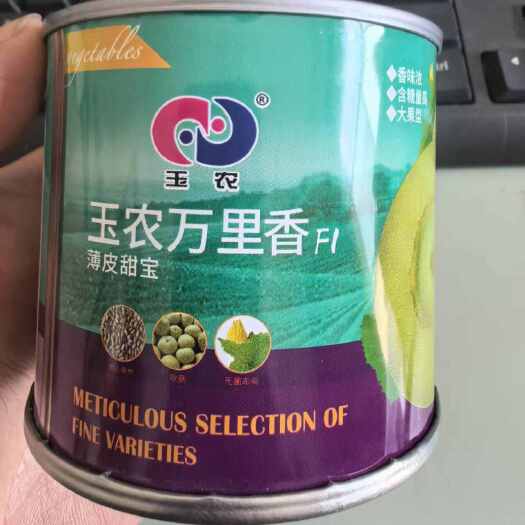 vegetables
◆香味浓
◆含糖量高
◆大果型
®
玉农
玉农万里香F1
薄皮甜宝
METICULOUS SELECTION OF
FINE VARIETIES